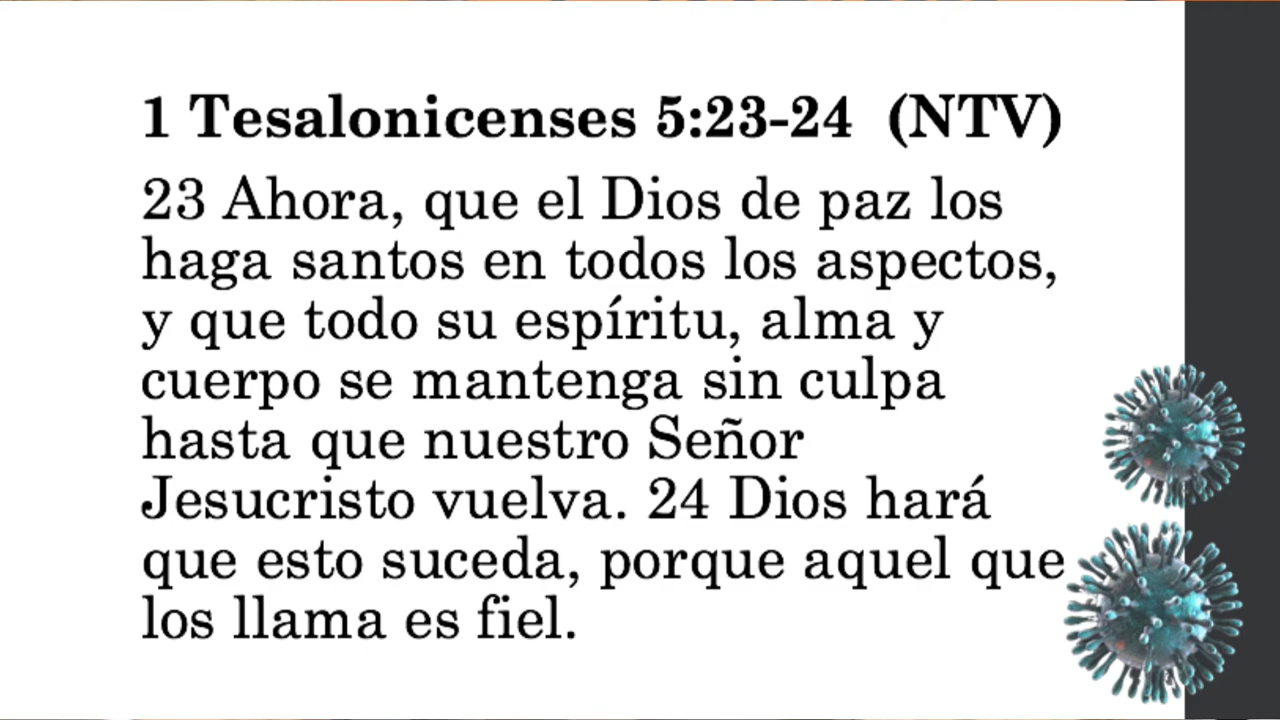 1 Tesalonicenses 5:23-24 (NTV)
23 Ahora, que el Dios de paz los
haga santos en todos los aspectos,
y que todo su espíritu, alma y
cuerpo se mantenga sin culpa
hasta que nuestro Señor
Jesucristo vuelva. 24 Dios hará
que esto suceda, porque aquel que
los llama es fiel.